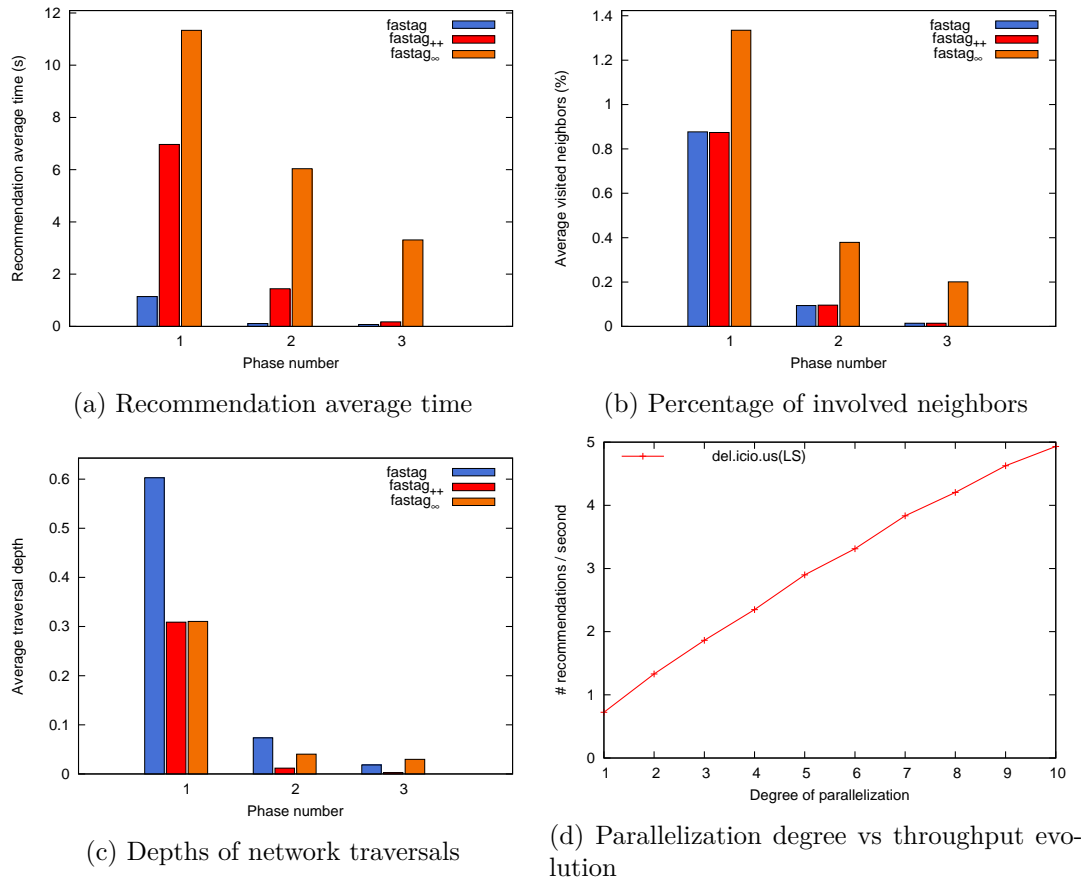 12
10
8
6
4
2
0
Recommendation average time (s)
fastag
fastag++
fastag∞
1 2 3
Phase number
(a) Recommendation average time
1.4
1.2
1
0.8
0.6
0.4
0.2
0
Average visited neighbors (%)
fastag
fastag++
fastag∞
1 2 3
Phase number
(b) Percentage of involved neighbors
0.6
0.5
0.4
0.3
0.2
0.1
0
Average traversal depth
fastag
fastag++
fastag∞
1 2 3
Phase number
(c) Depths of network traversals
5
4
3
2
1
0
# recommendations / second
del.icio.us(LS)
1 2 3 4 5 6 7 8 9 10
Degree of parallelization
(d) Parallelization degree vs throughput evo-
lution